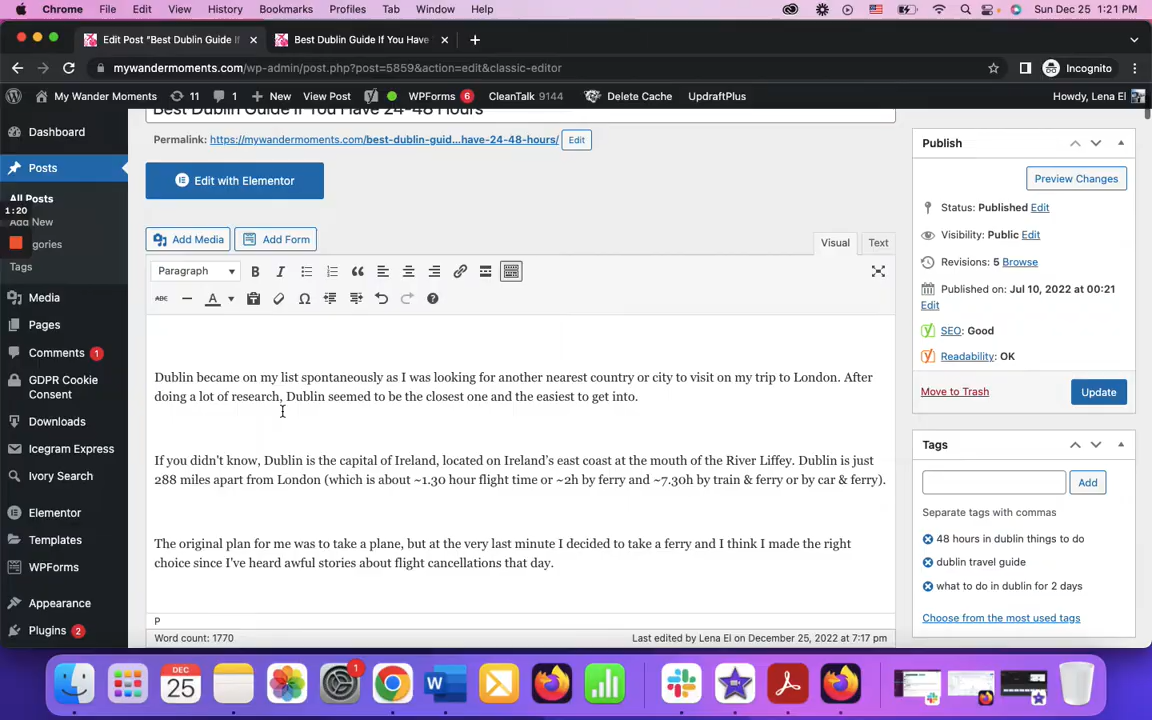 Chrome File Edit View History Bookmarks Profiles Tab Window Help Sun Dec 25 1:21 PM
Edit Post "Best Dublin Guide If Best Dublin Guide If You Have
mywandermoments.com/wp-admin/post.php?post=5859&action=edit&classic-editor Incognito
My Wander Moments 11 1 New View Post WPForms 6 CleanTalk 9144 Delete Cache UpdraftPlus Howdy, Lena El
Best Dublin Guide If You Have 24-48 Hours
Permalink: https://mywandermoments.com/best-dublin-guid...have-24-48-hours/ Edit
Edit with Elementor
Add Media Add Form Visual Text
Paragraph B I
ABC A
Dublin became on my list spontaneously as I was looking for another nearest country or city to visit on my trip to London. After
doing a lot of research, Dublin seemed to be the closest one and the easiest to get into.
If you didn't know, Dublin is the capital of Ireland, located on Ireland's east coast at the mouth of the River Liffey. Dublin is just
288 miles apart from London (which is about ~1.30 hour flight time or ~2h by ferry and ~7.30h by train & ferry or by car & ferry).
The original plan for me was to take a plane, but at the very last minute I decided to take a ferry and I think I made the right
choice since I've heard awful stories about flight cancellations that day.
P
Word count: 1770 Last edited by Lena El on December 25, 2022 at 7:17 pm
Dashboard
Posts
All Posts
1:20
Add New
egories
Tags
Media
Pages
Comments 1
GDPR Cookie
Consent
Downloads
Icegram Express
Ivory Search
Elementor
Templates
WPForms
Appearance
Plugins 2
Publish
Preview Changes
Status: Published Edit
Visibility: Public Edit
Revisions: 5 Browse
Published on: Jul 10, 2022 at 00:21
Edit
SEO: Good
Readability: OK
Move to Trash Update
Tags
Add
Separate tags with commas
48 hours in dublin things to do
dublin travel guide
what to do in dublin for 2 days
Choose from the most used tags
DEC
25
1
W